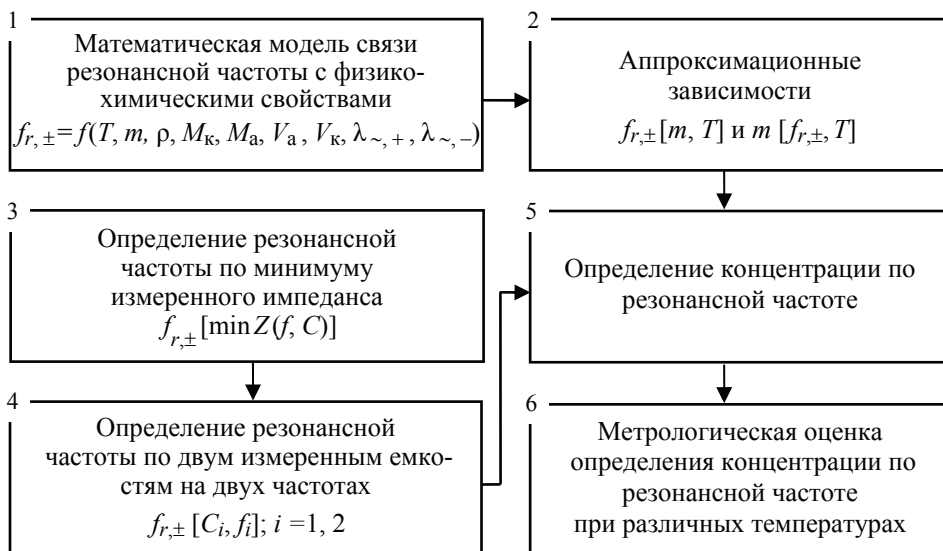 1
Математическая модель связи
резонансной частоты с физико-
химическими свойствами
f_{r, ±} = f(T, m, ρ, M_к, M_а, V_а , V_к, λ_{~, +}, λ_{~, −})
2
Аппроксимационные
зависимости
f_{r,±} [m, T] и m [f_{r,±}, T]
3
Определение резонансной
частоты по минимуму
измеренного импеданса
f_{r,±} [min Z(f, C)]
4
Определение резонансной
частоты по двум измеренным емко-
стям на двух частотах
f_{r,±} [C_i, f_i]; i =1, 2
5
Определение концентрации по
резонансной частоте
6
Метрологическая оценка
определения концентрации по
резонансной частоте
при различных температурах